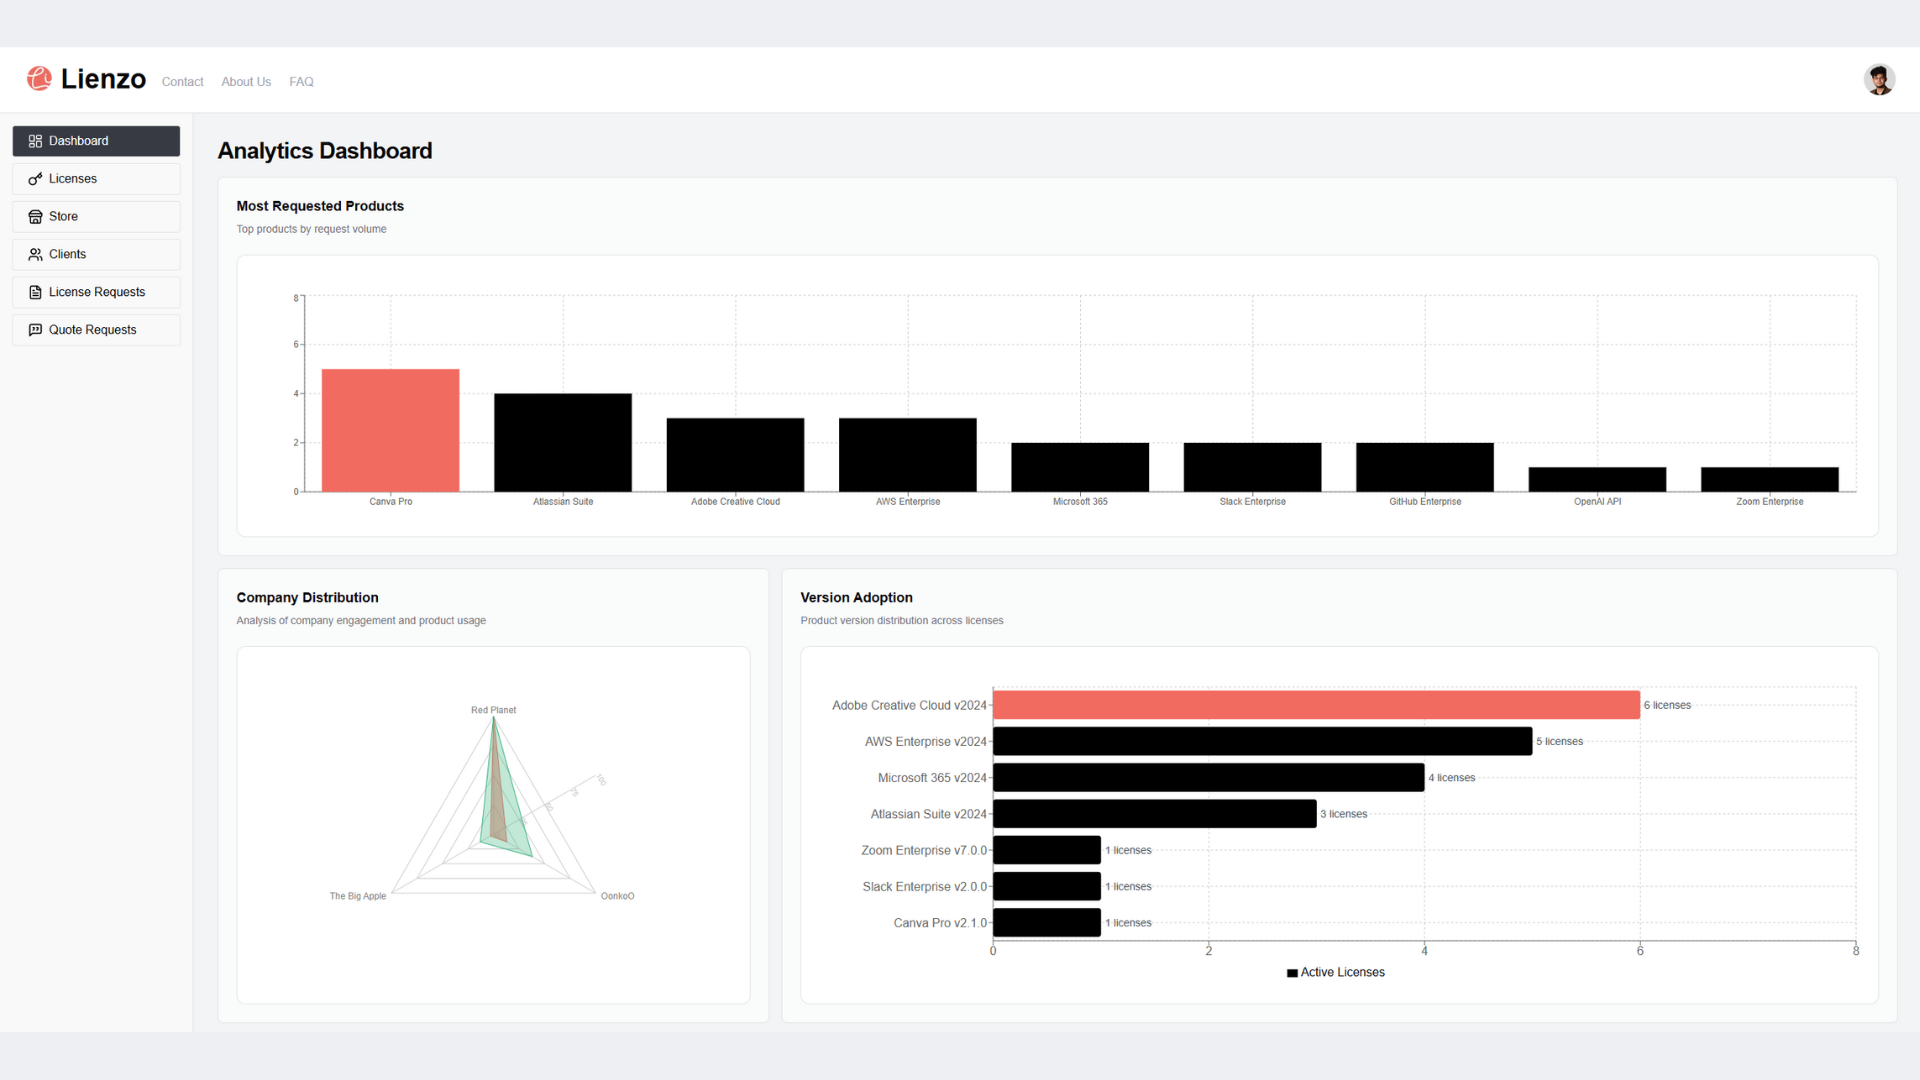 Lienzo
Contact About Us FAQ
Dashboard
Licenses
Store
Clients
License Requests
Quote Requests
Analytics Dashboard
Most Requested Products
Top products by request volume
8
6
4
2
0
Canva Pro Atlassian Suite Adobe Creative Cloud AWS Enterprise Microsoft 365 Slack Enterprise GitHub Enterprise OpenAI API Zoom Enterprise
Company Distribution
Analysis of company engagement and product usage
Red Planet
100
75
50
The Big Apple
OonkoO
Version Adoption
Product version distribution across licenses
Adobe Creative Cloud v2024 6 licenses
AWS Enterprise v2024 5 licenses
Microsoft 365 v2024 4 licenses
Atlassian Suite v2024 3 licenses
Zoom Enterprise v7.0.0 1 licenses
Slack Enterprise v2.0.0 1 licenses
Canva Pro v2.1.0 1 licenses
0 2 4 6 8
Active Licenses